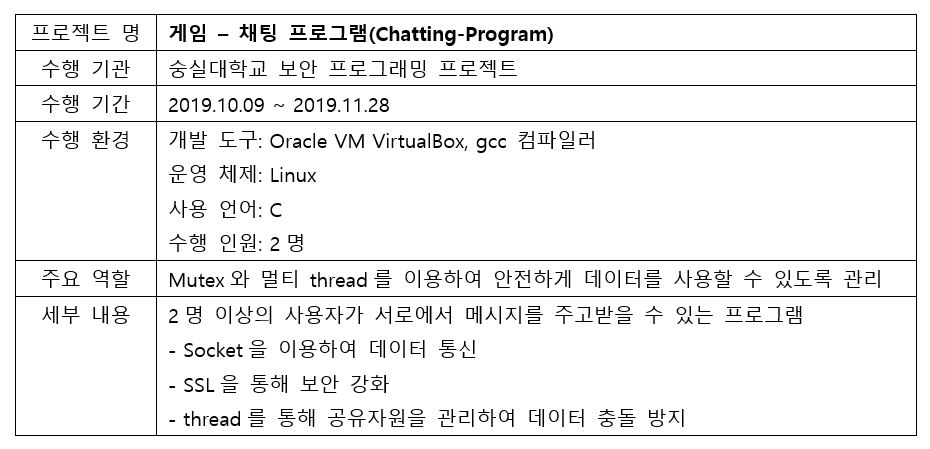 프로젝트 명 게임 – 채팅 프로그램(Chatting-Program)
수행 기관 숭실대학교 보안 프로그래밍 프로젝트
수행 기간 2019.10.09 ~ 2019.11.28
수행 환경 개발 도구: Oracle VM VirtualBox, gcc 컴파일러
운영 체제: Linux
사용 언어: C
수행 인원: 2 명
주요 역할 Mutex 와 멀티 thread 를 이용하여 안전하게 데이터를 사용할 수 있도록 관리
세부 내용 2 명 이상의 사용자가 서로에서 메시지를 주고받을 수 있는 프로그램
- Socket 을 이용하여 데이터 통신
- SSL 을 통해 보안 강화
- thread 를 통해 공유자원을 관리하여 데이터 충돌 방지